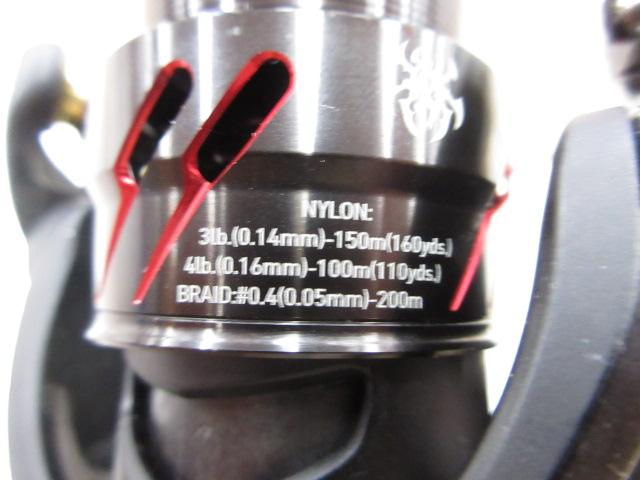 NYLON:
3lb.(0.14mm)-150m(160yds.)
4lb.(0.16mm)-100m(110yds.)
BRAID:#0.4(0.05mm)-200m